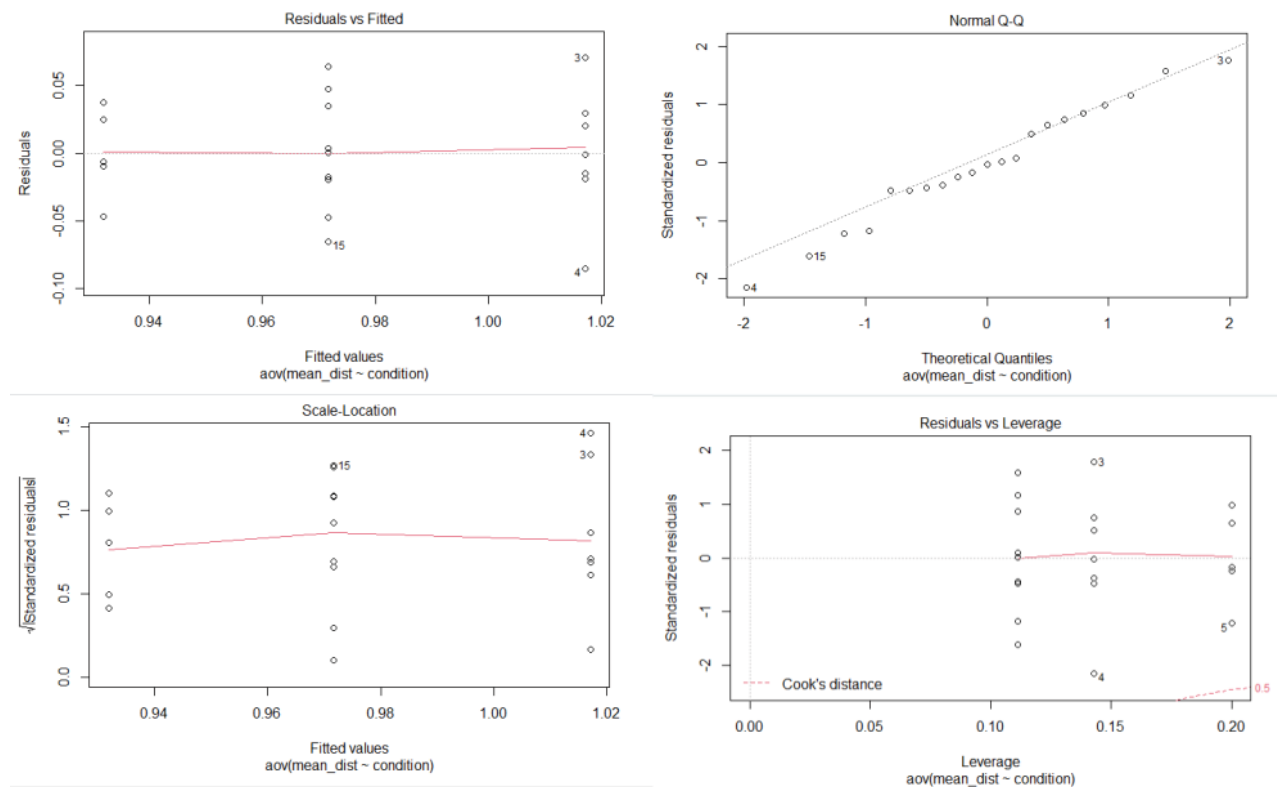 Residuals vs Fitted
Residuals
0.05
0.00
-0.05
-0.10
3
15
4
0.94 0.96 0.98 1.00 1.02
Fitted values
aov(mean_dist ~ condition)
Normal Q-Q
Standardized residuals
2
1
0
-1
-2
3
15
4
-2 -1 0 1 2
Theoretical Quantiles
aov(mean_dist ~ condition)
Scale-Location
√|Standardized residuals|
1.5
1.0
0.5
0.0
4
3
15
0.94 0.96 0.98 1.00 1.02
Fitted values
aov(mean_dist ~ condition)
Residuals vs Leverage
Standardized residuals
2
1
0
-1
-2
3
5
4
Cook's distance
0.5
0.00 0.05 0.10 0.15 0.20
Leverage
aov(mean_dist ~ condition)